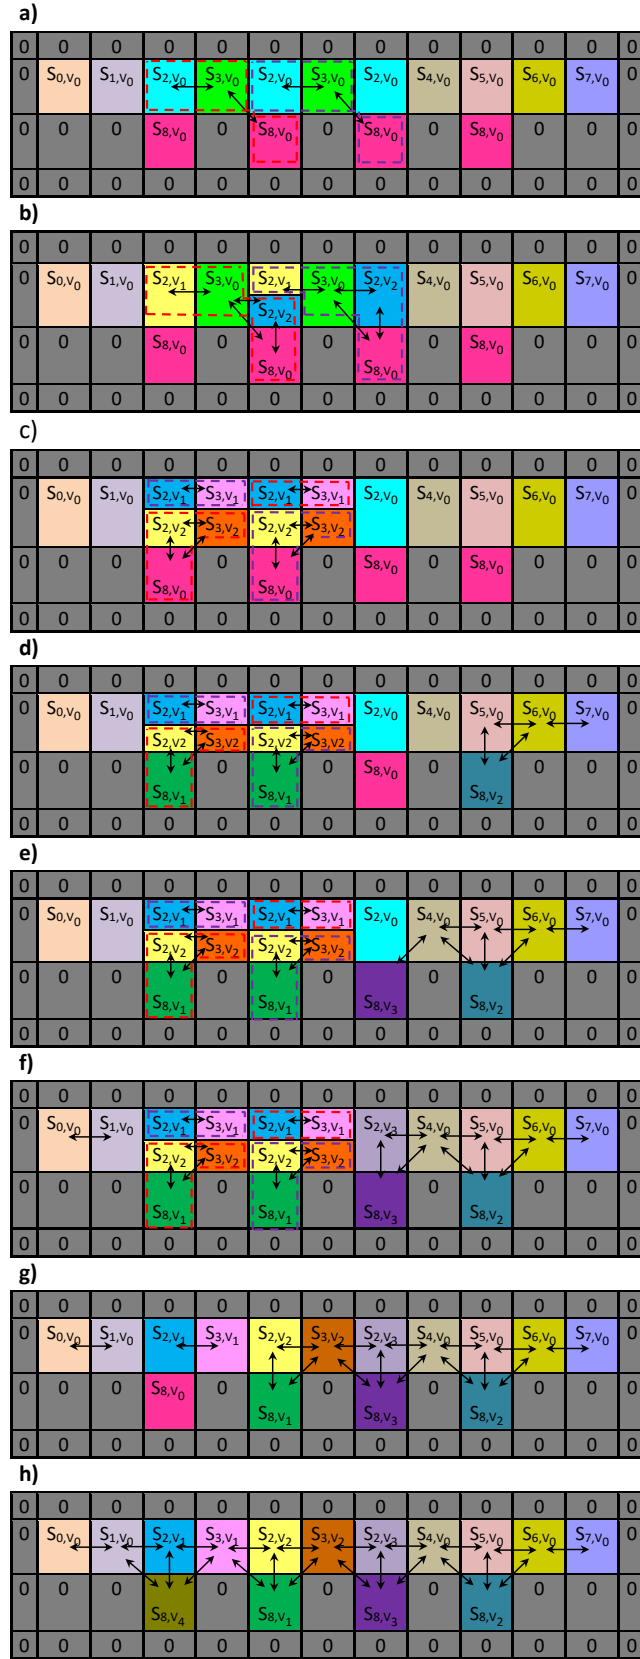 a)
0 0 0 0 0 0 0 0 0 0 0 0 0
0 S0,v0 S1,v0 S2,v0 S3,v0 S2,v0 S3,v0 S2,v0 S4,v0 S5,v0 S6,v0 S7,v0 0
0 0 0 S8,v0 0 S8,v0 0 S8,v0 0 S8,v0 0 0 0
0 0 0 0 0 0 0 0 0 0 0 0 0
b)
0 0 0 0 0 0 0 0 0 0 0 0 0
0 S0,v0 S1,v0 S2,v1 S3,v0 S2,v1 S3,v0 S2,v2 S4,v0 S5,v0 S6,v0 S7,v0 0
S2,v2
0 0 0 S8,v0 0 S8,v0 0 S8,v0 0 S8,v0 0 0 0
0 0 0 0 0 0 0 0 0 0 0 0 0
c)
0 0 0 0 0 0 0 0 0 0 0 0 0
0 S0,v0 S1,v0 S2,v1 S3,v1 S2,v1 S3,v1 S2,v0 S4,v0 S5,v0 S6,v0 S7,v0 0
S2,v2 S3,v2 S2,v2 S3,v2
0 0 0 S8,v0 0 S8,v0 0 S8,v0 0 S8,v0 0 0 0
0 0 0 0 0 0 0 0 0 0 0 0 0
d)
0 0 0 0 0 0 0 0 0 0 0 0 0
0 S0,v0 S1,v0 S2,v1 S3,v1 S2,v1 S3,v1 S2,v0 S4,v0 S5,v0 S6,v0 S7,v0 0
S2,v2 S3,v2 S2,v2 S3,v2
0 0 0 S8,v1 0 S8,v1 0 S8,v0 0 S8,v2 0 0 0
0 0 0 0 0 0 0 0 0 0 0 0 0
e)
0 0 0 0 0 0 0 0 0 0 0 0 0
0 S0,v0 S1,v0 S2,v1 S3,v1 S2,v1 S3,v1 S2,v0 S4,v0 S5,v0 S6,v0 S7,v0 0
S2,v2 S3,v2 S2,v2 S3,v2
0 0 0 S8,v1 0 S8,v1 0 S8,v3 0 S8,v2 0 0 0
0 0 0 0 0 0 0 0 0 0 0 0 0
f)
0 0 0 0 0 0 0 0 0 0 0 0 0
0 S0,v0 S1,v0 S2,v1 S3,v1 S2,v1 S3,v1 S2,v3 S4,v0 S5,v0 S6,v0 S7,v0 0
S2,v2 S3,v2 S2,v2 S3,v2
0 0 0 S8,v1 0 S8,v1 0 S8,v3 0 S8,v2 0 0 0
0 0 0 0 0 0 0 0 0 0 0 0 0
g)
0 0 0 0 0 0 0 0 0 0 0 0 0
0 S0,v0 S1,v0 S2,v1 S3,v1 S2,v2 S3,v2 S2,v3 S4,v0 S5,v0 S6,v0 S7,v0 0
0 0 0 S8,v0 0 S8,v1 0 S8,v3 0 S8,v2 0 0 0
0 0 0 0 0 0 0 0 0 0 0 0 0
h)
0 0 0 0 0 0 0 0 0 0 0 0 0
0 S0,v0 S1,v0 S2,v1 S3,v1 S2,v2 S3,v2 S2,v3 S4,v0 S5,v0 S6,v0 S7,v0 0
0 0 0 S8,v4 0 S8,v1 0 S8,v3 0 S8,v2 0 0 0
0 0 0 0 0 0 0 0 0 0 0 0 0